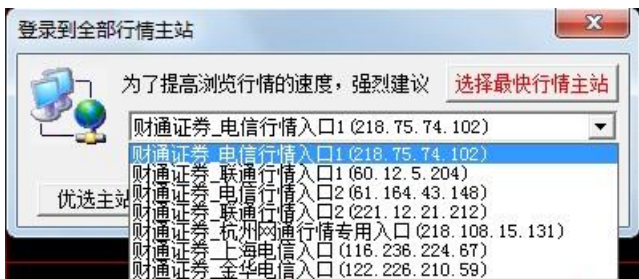 登录到全部行情主站
为了提高浏览行情的速度，强烈建议 选择最快行情主站
财通证券_电信行情入口1(218.75.74.102)
财通证券_电信行情入口1(218.75.74.102)
财通证券_联通行情入口1(60.12.5.204)
优选主站
财通证券_电信行情入口2(61.164.43.148)
财通证券_联通行情入口2(221.12.21.212)
财通证券_杭州网通行情专用入口(218.108.15.131)
财通证券_上海电信入口(116.236.224.67)
财通证券_金华电信入口(122.226.210.59)